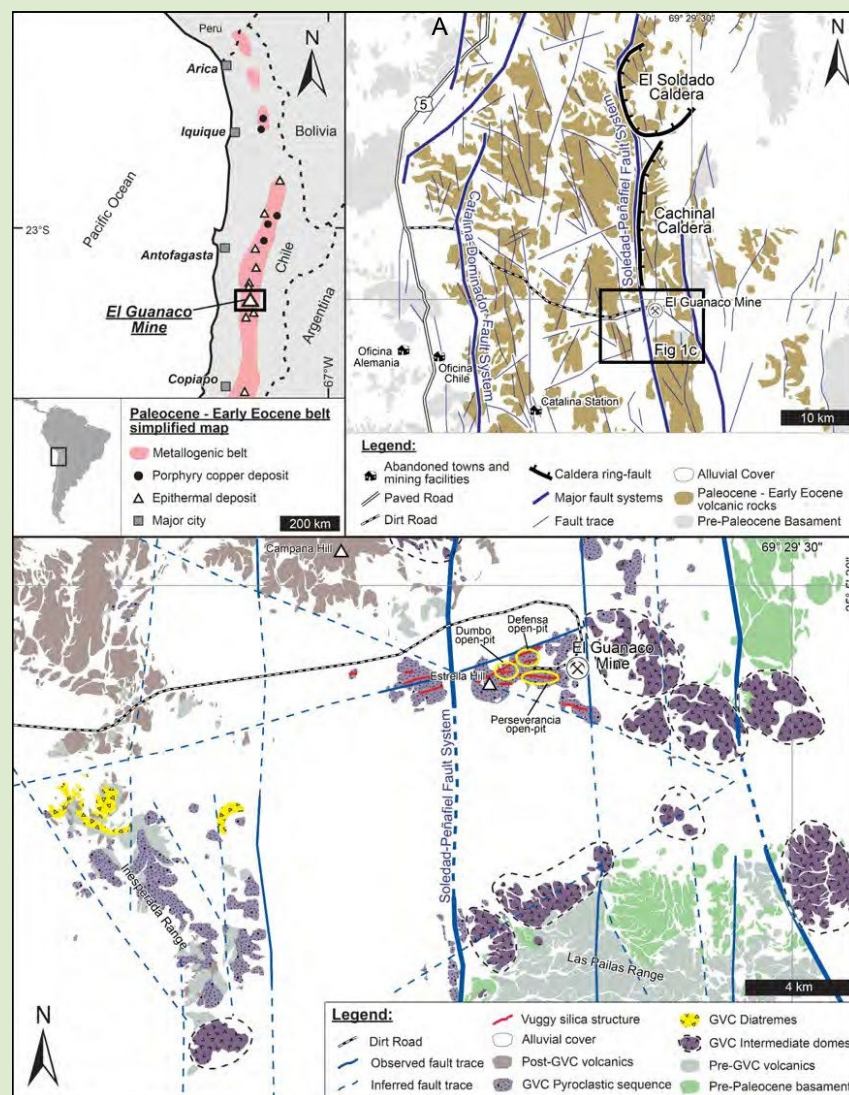 Peru
N
Arica
Iquique
Bolivia
Pacific Ocean
23°S
Antofagasta
Chile
El Guanaco
Mine
Argentina
Copiapo
67°W
Paleocene - Early Eocene belt
simplified map
Metallogenic belt
Porphyry copper deposit
Epithermal deposit
Major city
200 km
A
69° 29' 30"
N
5
El Soldado
Caldera
Soledad-Peñafiel Fault System
Catalina-Dominador-Fault System
Cachinal
Caldera
El Guanaco Mine
Fig 1c
Oficina
Alemania
Oficina
Chile
Catalina Station
10 km
Legend:
Abandoned towns and
mining facilities
Paved Road
Dirt Road
Caldera ring-fault
Major fault systems
Fault trace
Alluvial Cover
Paleocene - Early Eocene
volcanic rocks
Pre-Paleocene Basament
Campana Hill
69° 29' 30"
Defensa
open-pit
Dumbo
open-pit
El Guanaco
Mine
Estrella Hill
Perseverancia
open-pit
Soledad-Peñafiel Fault System
Inesperada Range
Las Pailas Range
4 km
N
Legend:
Dirt Road
Observed fault trace
Inferred fault trace
Vuggy silica structure
Alluvial cover
Post-GVC volcanics
GVC Pyroclastic sequence
GVC Diatremes
GVC Intermediate domes
Pre-GVC volcanics
Pre-Paleocene basament